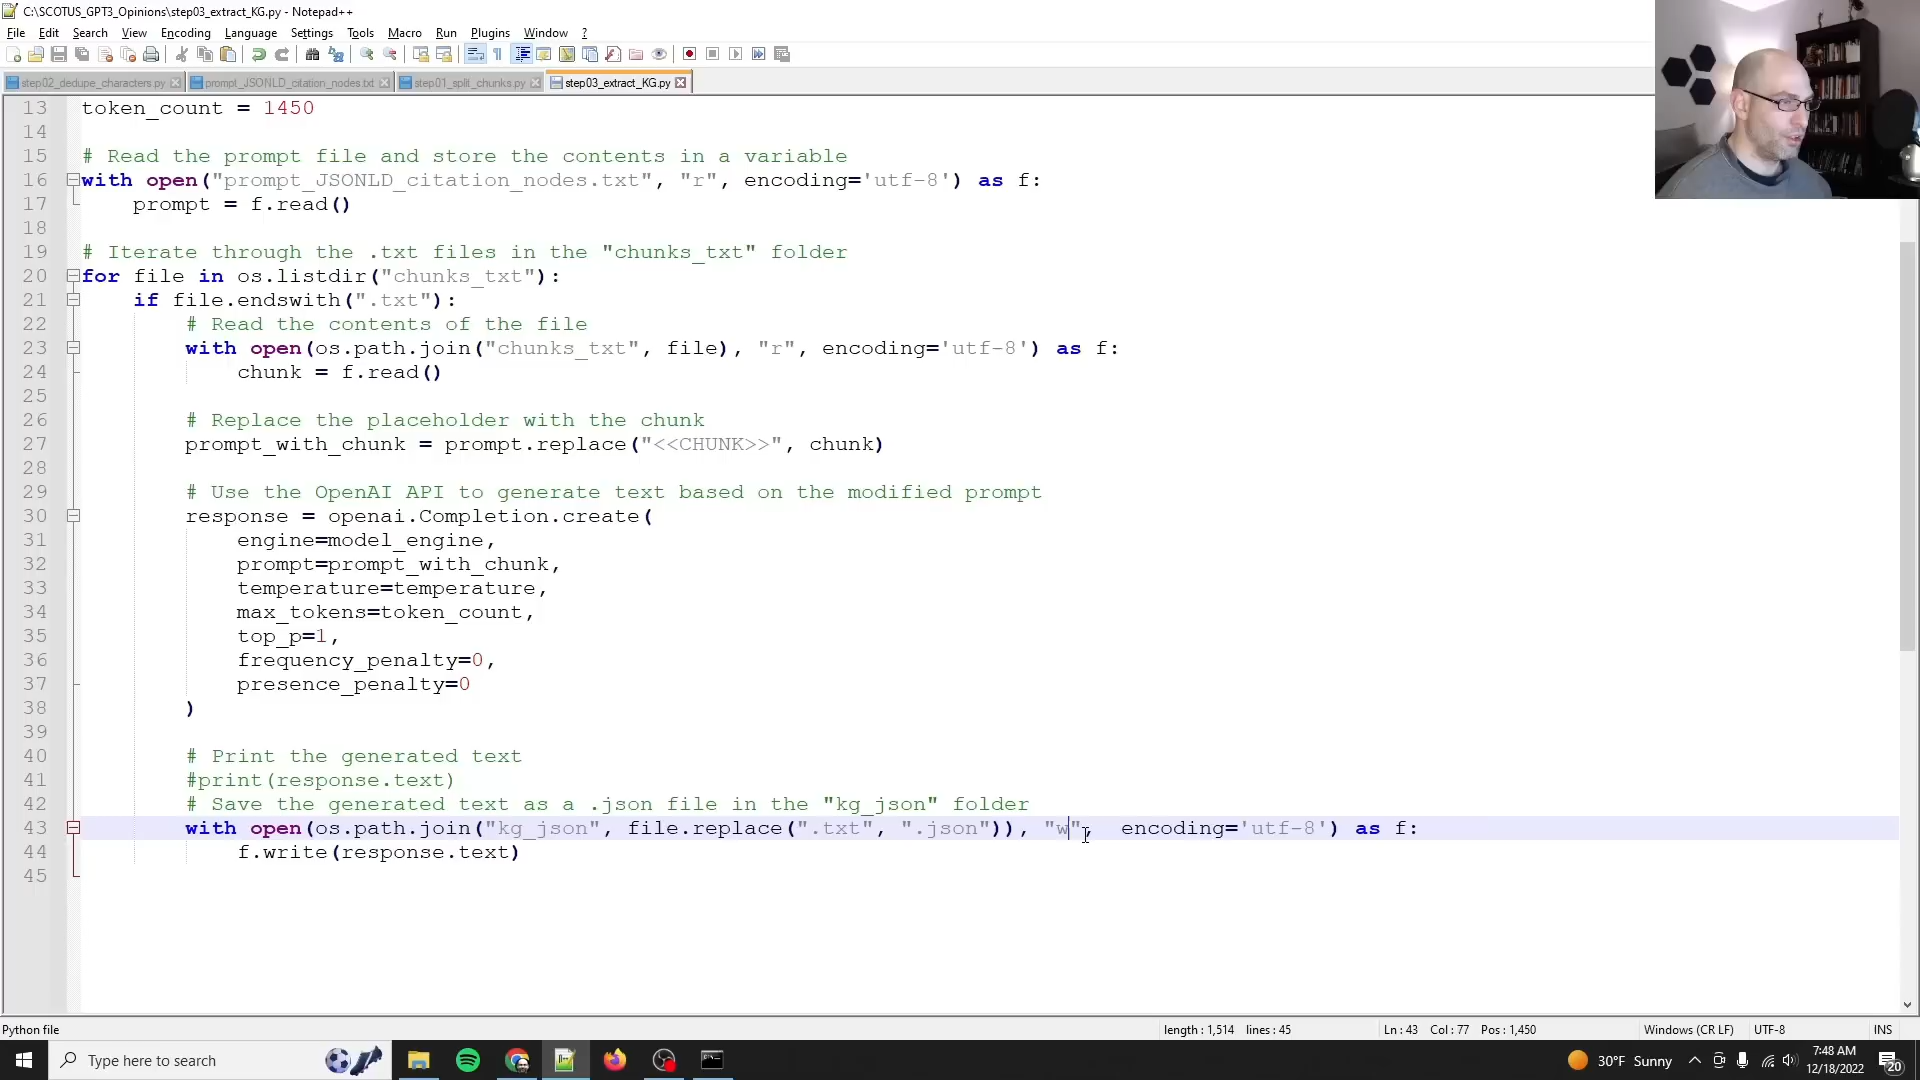 C:\SCOTUS_GPT3_Opinions\step03_extract_KG.py - Notepad++
File Edit Search View Encoding Language Settings Tools Macro Run Plugins Window ?
step02_dedupe_characters.py prompt_JSONLD_citation_nodes.txt step01_split_chunks.py step03_extract_KG.py
13 token_count = 1450
14
15 # Read the prompt file and store the contents in a variable
16 with open("prompt_JSONLD_citation_nodes.txt", "r", encoding='utf-8') as f:
17 prompt = f.read()
18
19 # Iterate through the .txt files in the "chunks_txt" folder
20 for file in os.listdir("chunks_txt"):
21 if file.endswith(".txt"):
22 # Read the contents of the file
23 with open(os.path.join("chunks_txt", file), "r", encoding='utf-8') as f:
24 chunk = f.read()
25
26 # Replace the placeholder with the chunk
27 prompt_with_chunk = prompt.replace("<<CHUNK>>", chunk)
28
29 # Use the OpenAI API to generate text based on the modified prompt
30 response = openai.Completion.create(
31 engine=model_engine,
32 prompt=prompt_with_chunk,
33 temperature=temperature,
34 max_tokens=token_count,
35 top_p=1,
36 frequency_penalty=0,
37 presence_penalty=0
38 )
39
40 # Print the generated text
41 #print(response.text)
42 # Save the generated text as a .json file in the "kg_json" folder
43 with open(os.path.join("kg_json", file.replace(".txt", ".json")), "w", encoding='utf-8') as f:
44 f.write(response.text)
45
Python file length : 1,514 lines : 45 Ln : 43 Col : 77 Pos : 1,450 Windows (CR LF) UTF-8 INS
Type here to search 30°F Sunny 7:48 AM
12/18/2022 20